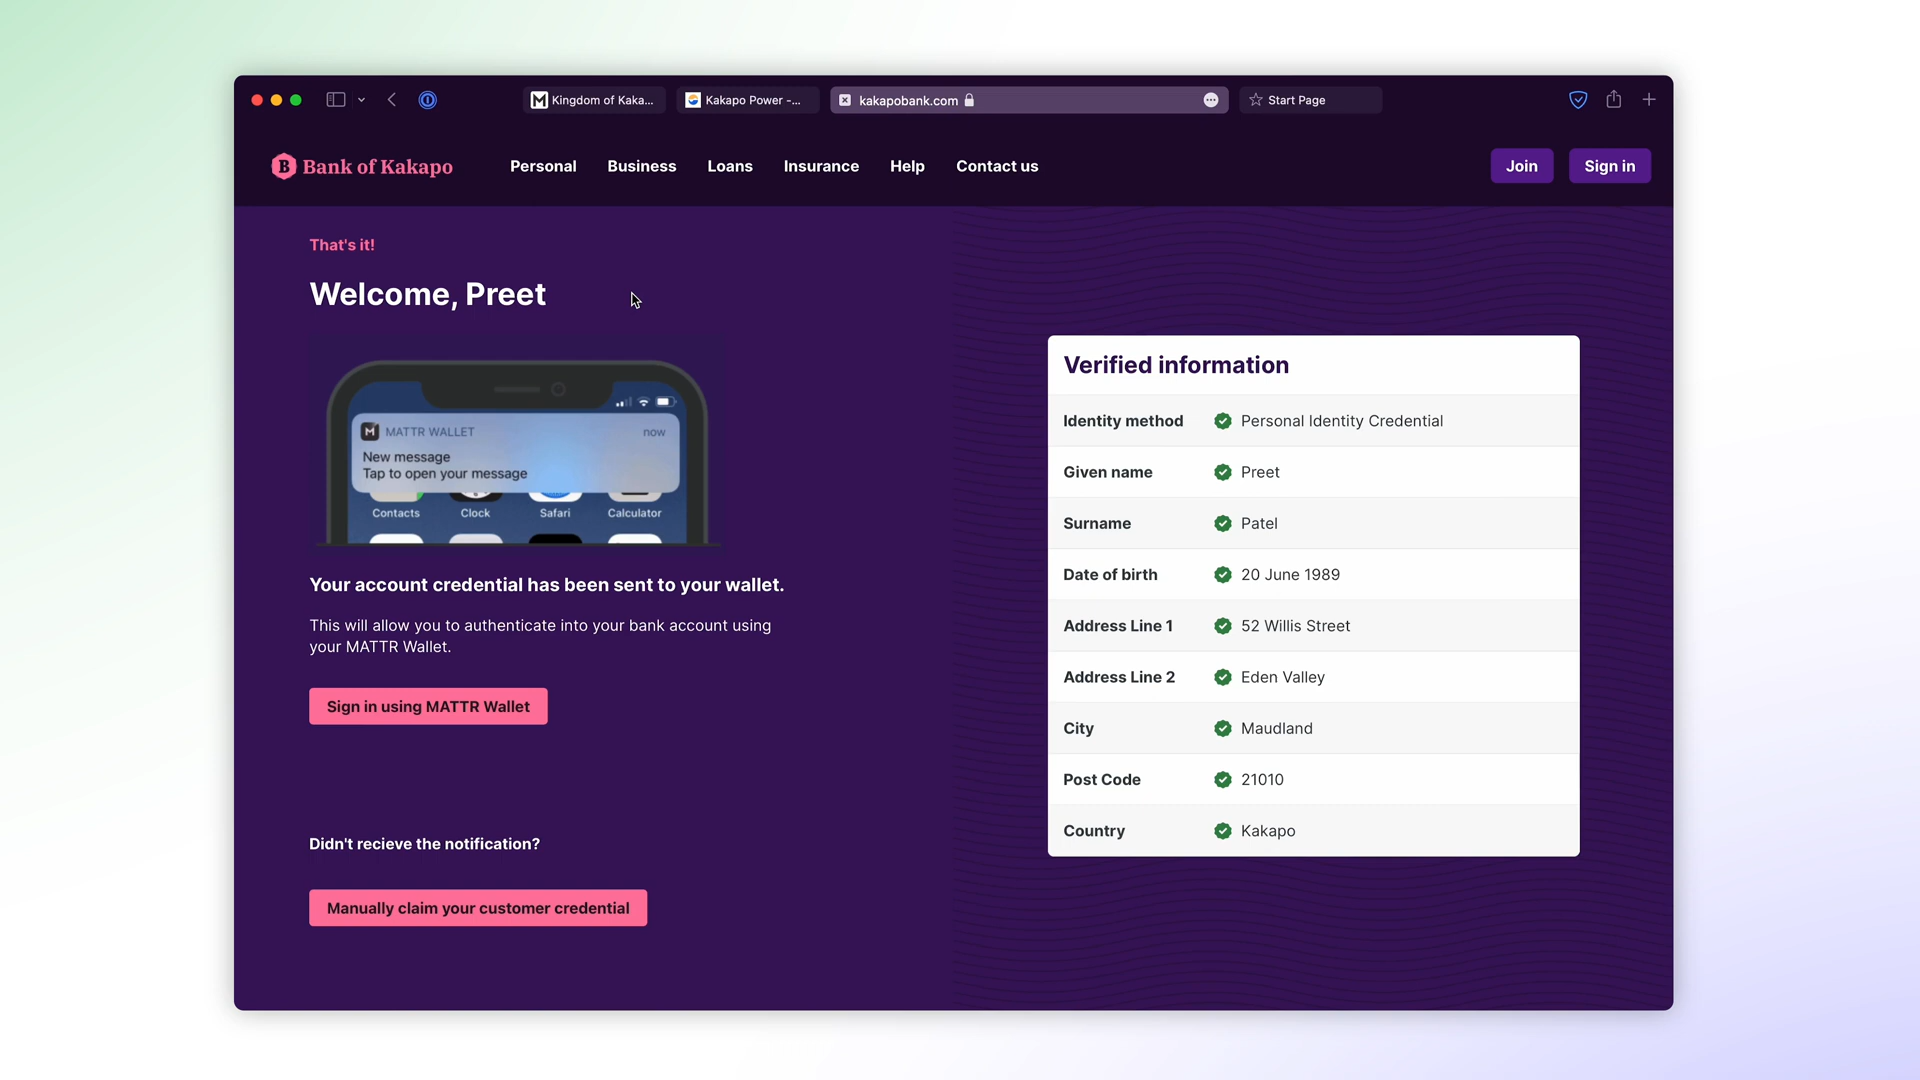 Kingdom of Kaka...
Kakapo Power -...
kakapobank.com
Start Page
Bank of Kakapo
Personal
Business
Loans
Insurance
Help
Contact us
Join
Sign in
That's it!
Welcome, Preet
MATTR WALLET
now
New message
Tap to open your message
Contacts
Clock
Safari
Calculator
Your account credential has been sent to your wallet.
This will allow you to authenticate into your bank account using
your MATTR Wallet.
Sign in using MATTR Wallet
Didn't recieve the notification?
Manually claim your customer credential
Verified information
Identity method Personal Identity Credential
Given name Preet
Surname Patel
Date of birth 20 June 1989
Address Line 1 52 Willis Street
Address Line 2 Eden Valley
City Maudland
Post Code 21010
Country Kakapo